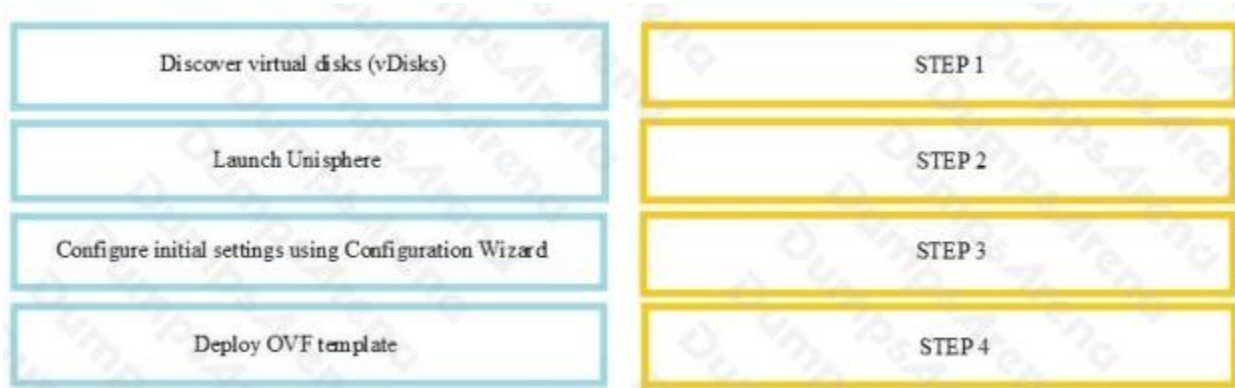 Discover virtual disks (vDisks)
STEP 1
Launch Unisphere
STEP 2
Configure initial settings using Configuration Wizard
STEP 3
Deploy OVF template
STEP 4
DumpsArena